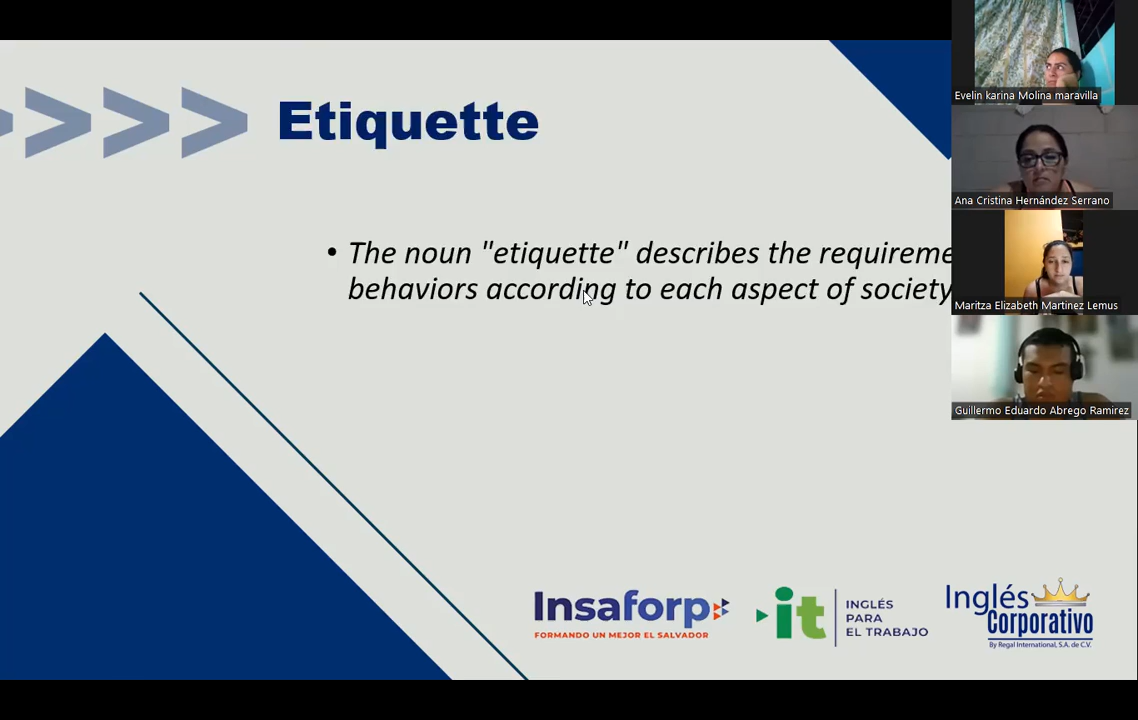 Etiquette
• The noun "etiquette" describes the
behaviors according to each aspect of society
Evelin karina Molina maravilla
Ana Cristina Hernández Serrano
Maritza Elizabeth Martinez Lemus
Guillermo Eduardo Abrego Ramirez
Insaforp
FORMANDO UN MEJOR EL SALVADOR
it
INGLÉS
PARA
EL TRABAJO
Inglés
Corporativo
By Regal International, S.A. de C.V.